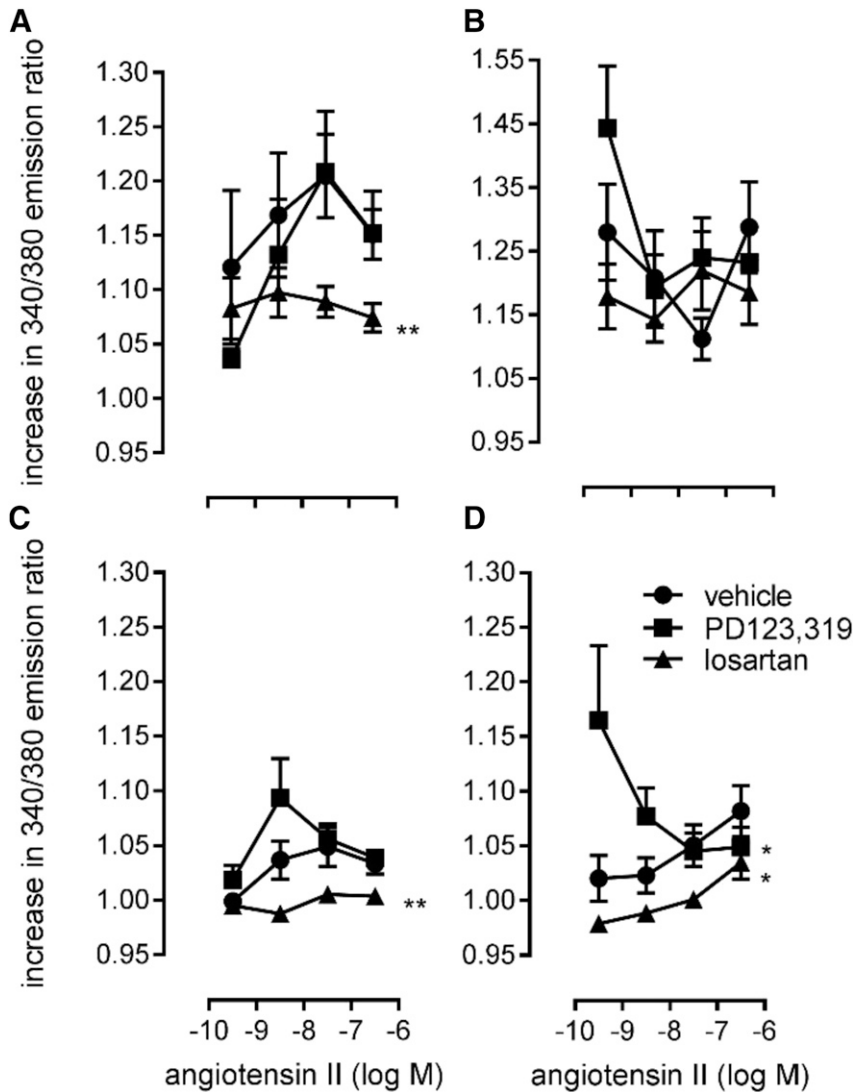 A
increase in 340/380 emission ratio
1.30
1.25
1.20
1.15
1.10
1.05
1.00
0.95
**
B
1.55
1.45
1.35
1.25
1.15
1.05
0.95
C
increase in 340/380 emission ratio
1.30
1.25
1.20
1.15
1.10
1.05
1.00
0.95
**
-10 -9 -8 -7 -6
angiotensin II (log M)
D
1.30
1.25
1.20
1.15
1.10
1.05
1.00
0.95
vehicle
PD123,319
losartan
*
*
-10 -9 -8 -7 -6
angiotensin II (log M)